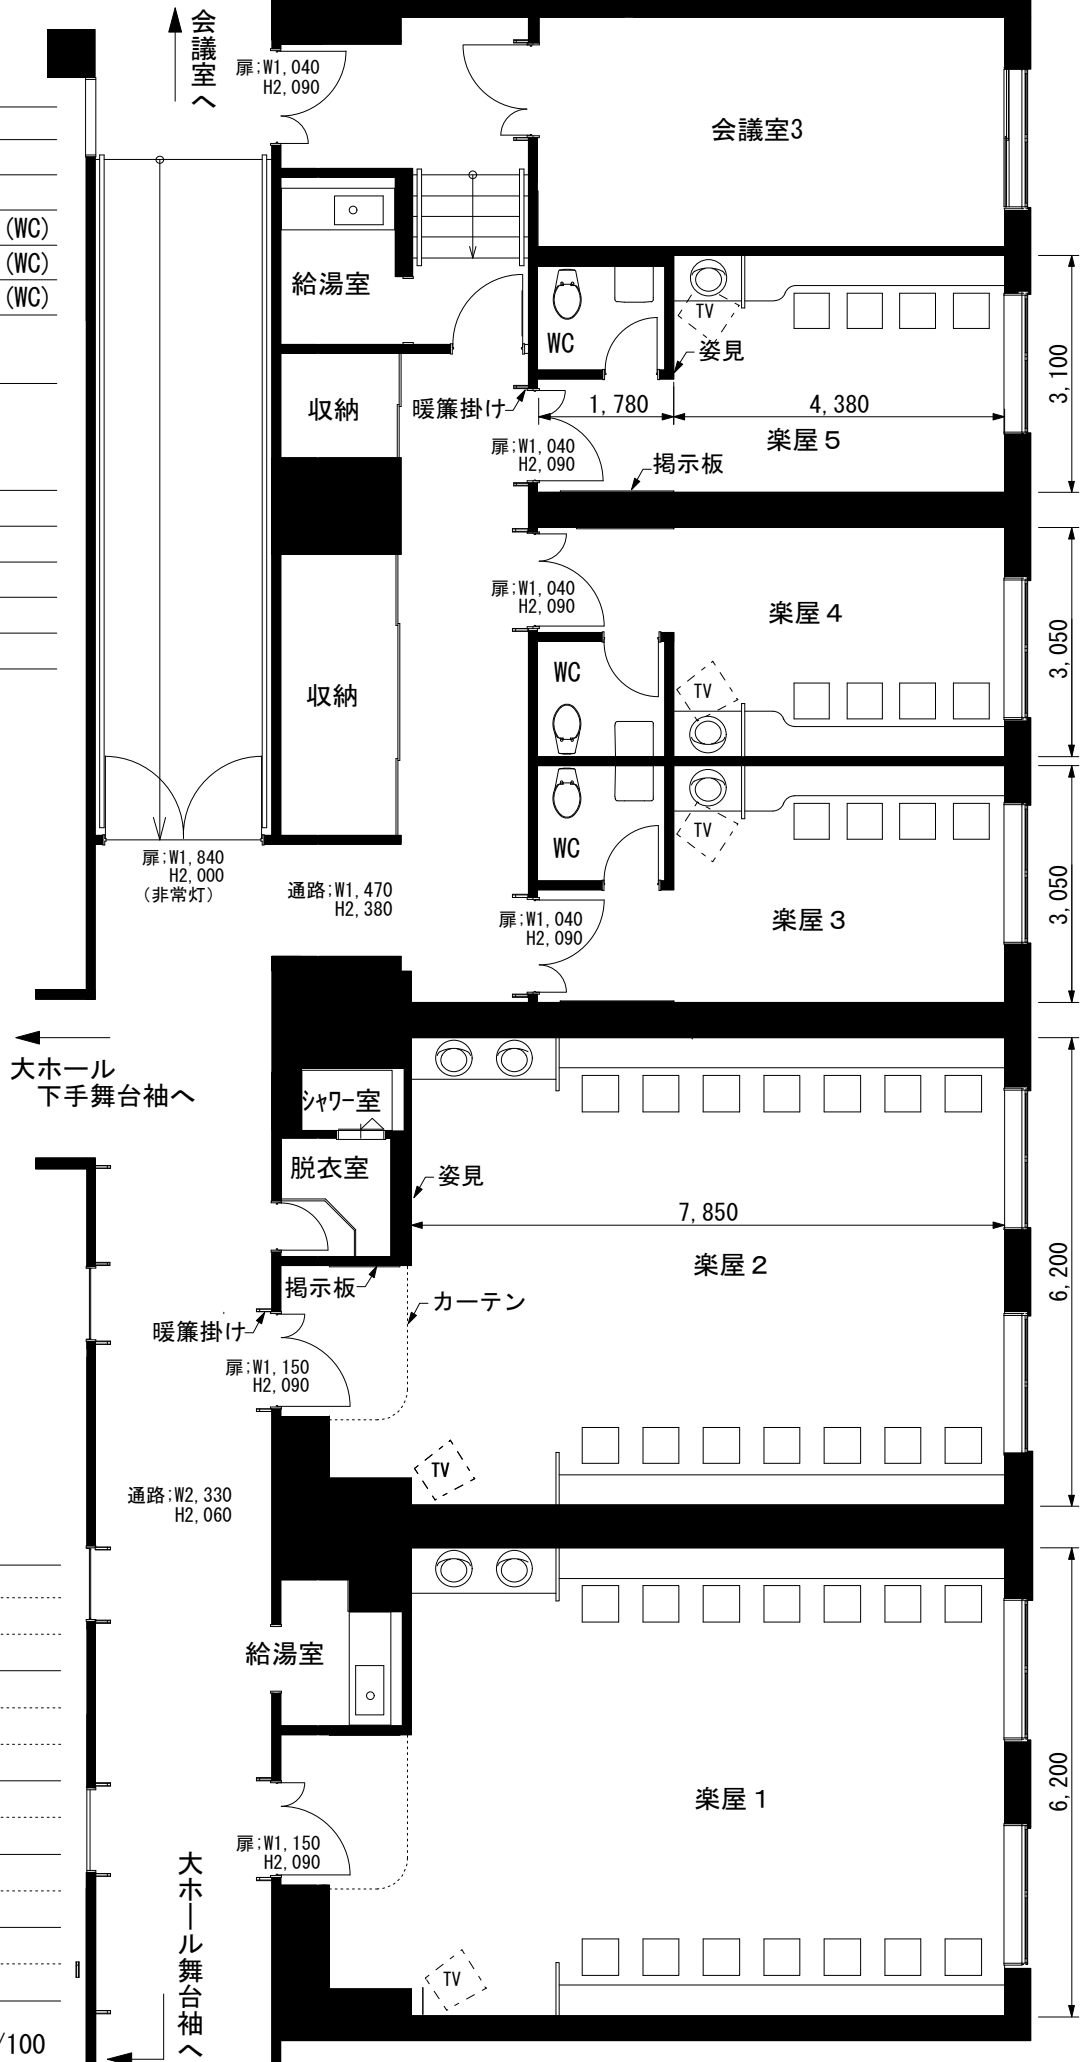 会議室へ
扉;W1,040
H2,090
会議室3
(WC)
(WC)
(WC)
給湯室
WC
TV
姿見
3,100
収納
暖簾掛け
1,780
4,380
楽屋5
扉;W1,040
H2,090
掲示板
扉;W1,040
H2,090
楽屋4
3,050
WC
TV
収納
TV
WC
扉;W1,840
H2,000
(非常灯)
通路;W1,470
H2,380
扉;W1,040
H2,090
楽屋3
3,050
大ホール
下手舞台袖へ
シャワー室
脱衣室
姿見
7,850
楽屋2
6,200
掲示板
カーテン
暖簾掛け
扉;W1,150
H2,090
TV
通路;W2,330
H2,060
給湯室
楽屋1
6,200
扉;W1,150
H2,090
大ホール舞台袖へ
TV
/100